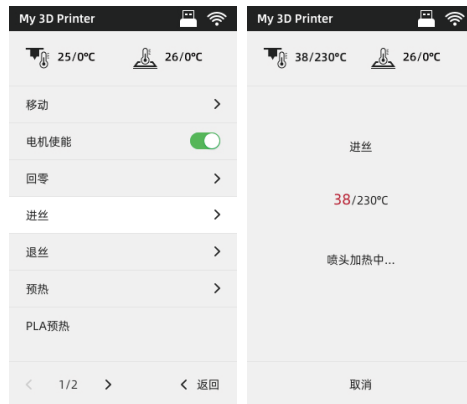 My 3D Printer
25/0℃
26/0℃
移动
电机使能
回零
进丝
退丝
预热
PLA预热
1/2
返回
My 3D Printer
38/230℃
26/0℃
进丝
38/230℃
喷头加热中...
取消